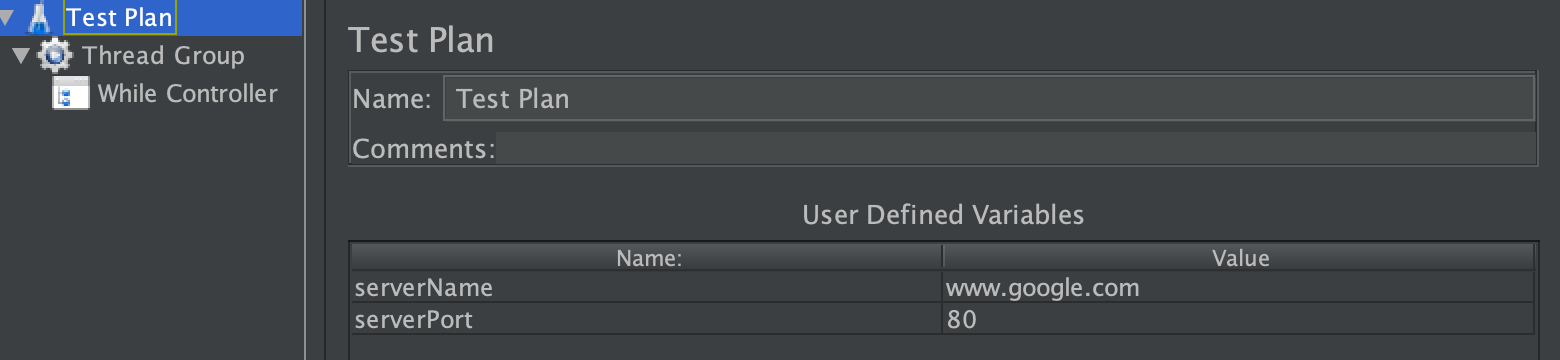 Test Plan
Thread Group
While Controller
Test Plan
Name: Test Plan
Comments:
User Defined Variables
Name: Value
serverName www.google.com
serverPort 80